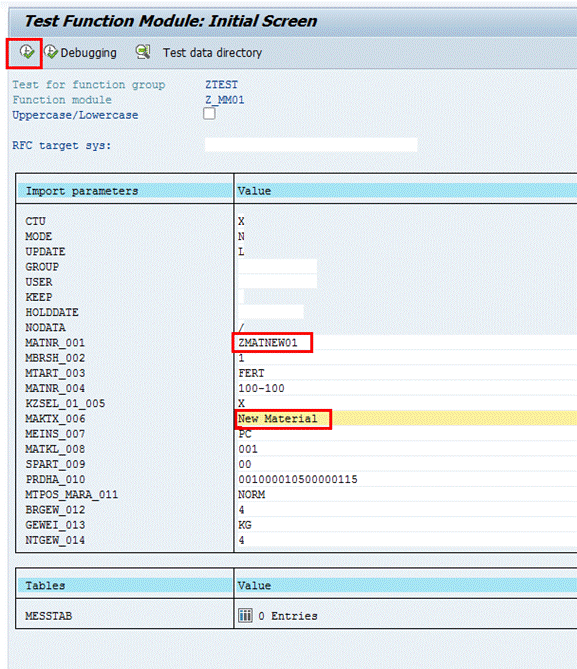 Test Function Module: Initial Screen
Debugging Test data directory
Test for function group ZTEST
Function module Z_MM01
Uppercase/Lowercase
RFC target sys:
Import parameters Value
CTU X
MODE N
UPDATE L
GROUP
USER
KEEP
HOLDDATE
NODATA /
MATNR_001 ZMATNEW01
MBRSH_002 1
MTART_003 FERT
MATNR_004 100-100
KZSEL_01_005 X
MAKTX_006 New Material
MEINS_007 PC
MATKL_008 001
SPART_009 00
PRDHA_010 001000010500000115
MTPOS_MARA_011 NORM
BRGEW_012 4
GEWEI_013 KG
NTGEW_014 4
Tables Value
MESSTAB 0 Entries